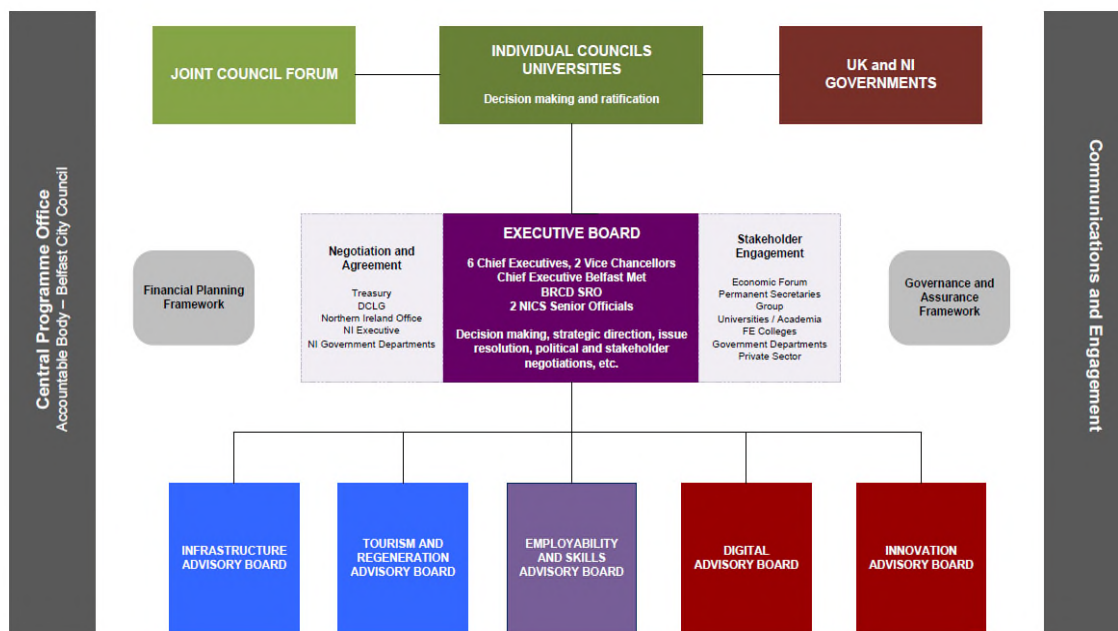 Central Programme Office
Accountable Body – Belfast City Council
JOINT COUNCIL FORUM
INDIVIDUAL COUNCILS
UNIVERSITIES
Decision making and ratification
UK and NI
GOVERNMENTS
Financial Planning
Framework
Negotiation and
Agreement
Treasury
DCLG
Northern Ireland Office
NI Executive
NI Government Departments
EXECUTIVE BOARD
6 Chief Executives, 2 Vice Chancellors
Chief Executive Belfast Met
BRCD SRO
2 NICS Senior Officials
Decision making, strategic direction, issue
resolution, political and stakeholder
negotiations, etc.
Stakeholder
Engagement
Economic Forum
Permanent Secretaries
Group
Universities / Academia
FE Colleges
Government Departments
Private Sector
Governance and
Assurance
Framework
INFRASTRUCTURE
ADVISORY BOARD
TOURISM AND
REGENERATION
ADVISORY BOARD
EMPLOYABILITY
AND SKILLS
ADVISORY BOARD
DIGITAL
ADVISORY BOARD
INNOVATION
ADVISORY BOARD
Communications and Engagement